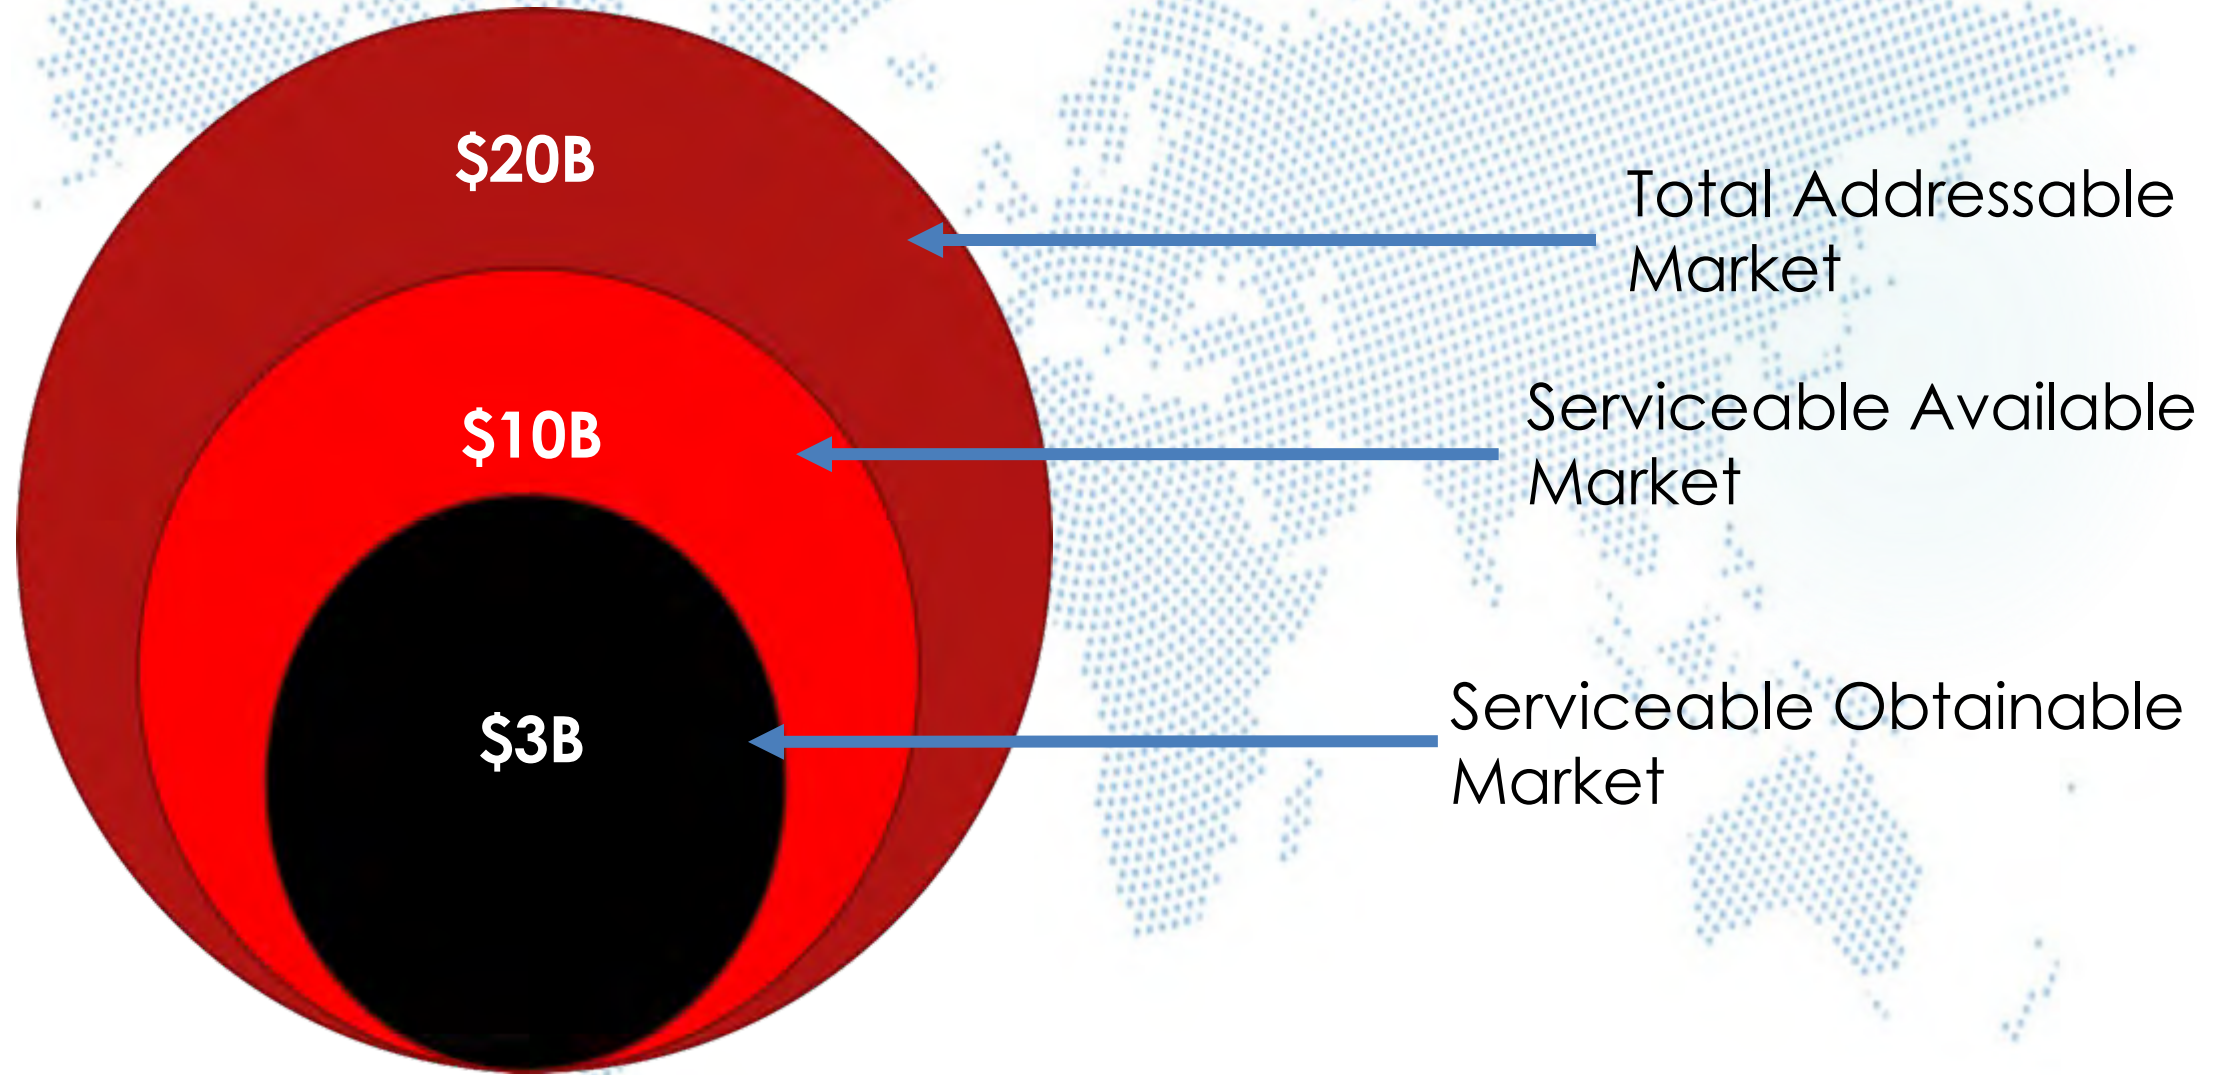 $20B
Total Addressable
Market
$10B
Serviceable Available
Market
$3B
Serviceable Obtainable
Market